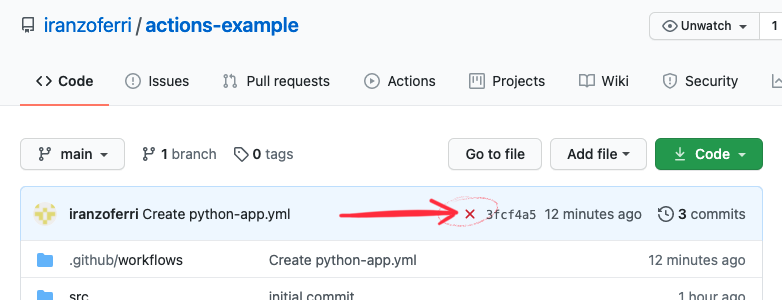 iranzoferri / actions-example
Unwatch 1
Code Issues Pull requests Actions Projects Wiki Security
main 1 branch 0 tags Go to file Add file Code
iranzoferri Create python-app.yml 3fcf4a5 12 minutes ago 3 commits
.github/workflows Create python-app.yml 12 minutes ago
src initial commit 1 hour ago